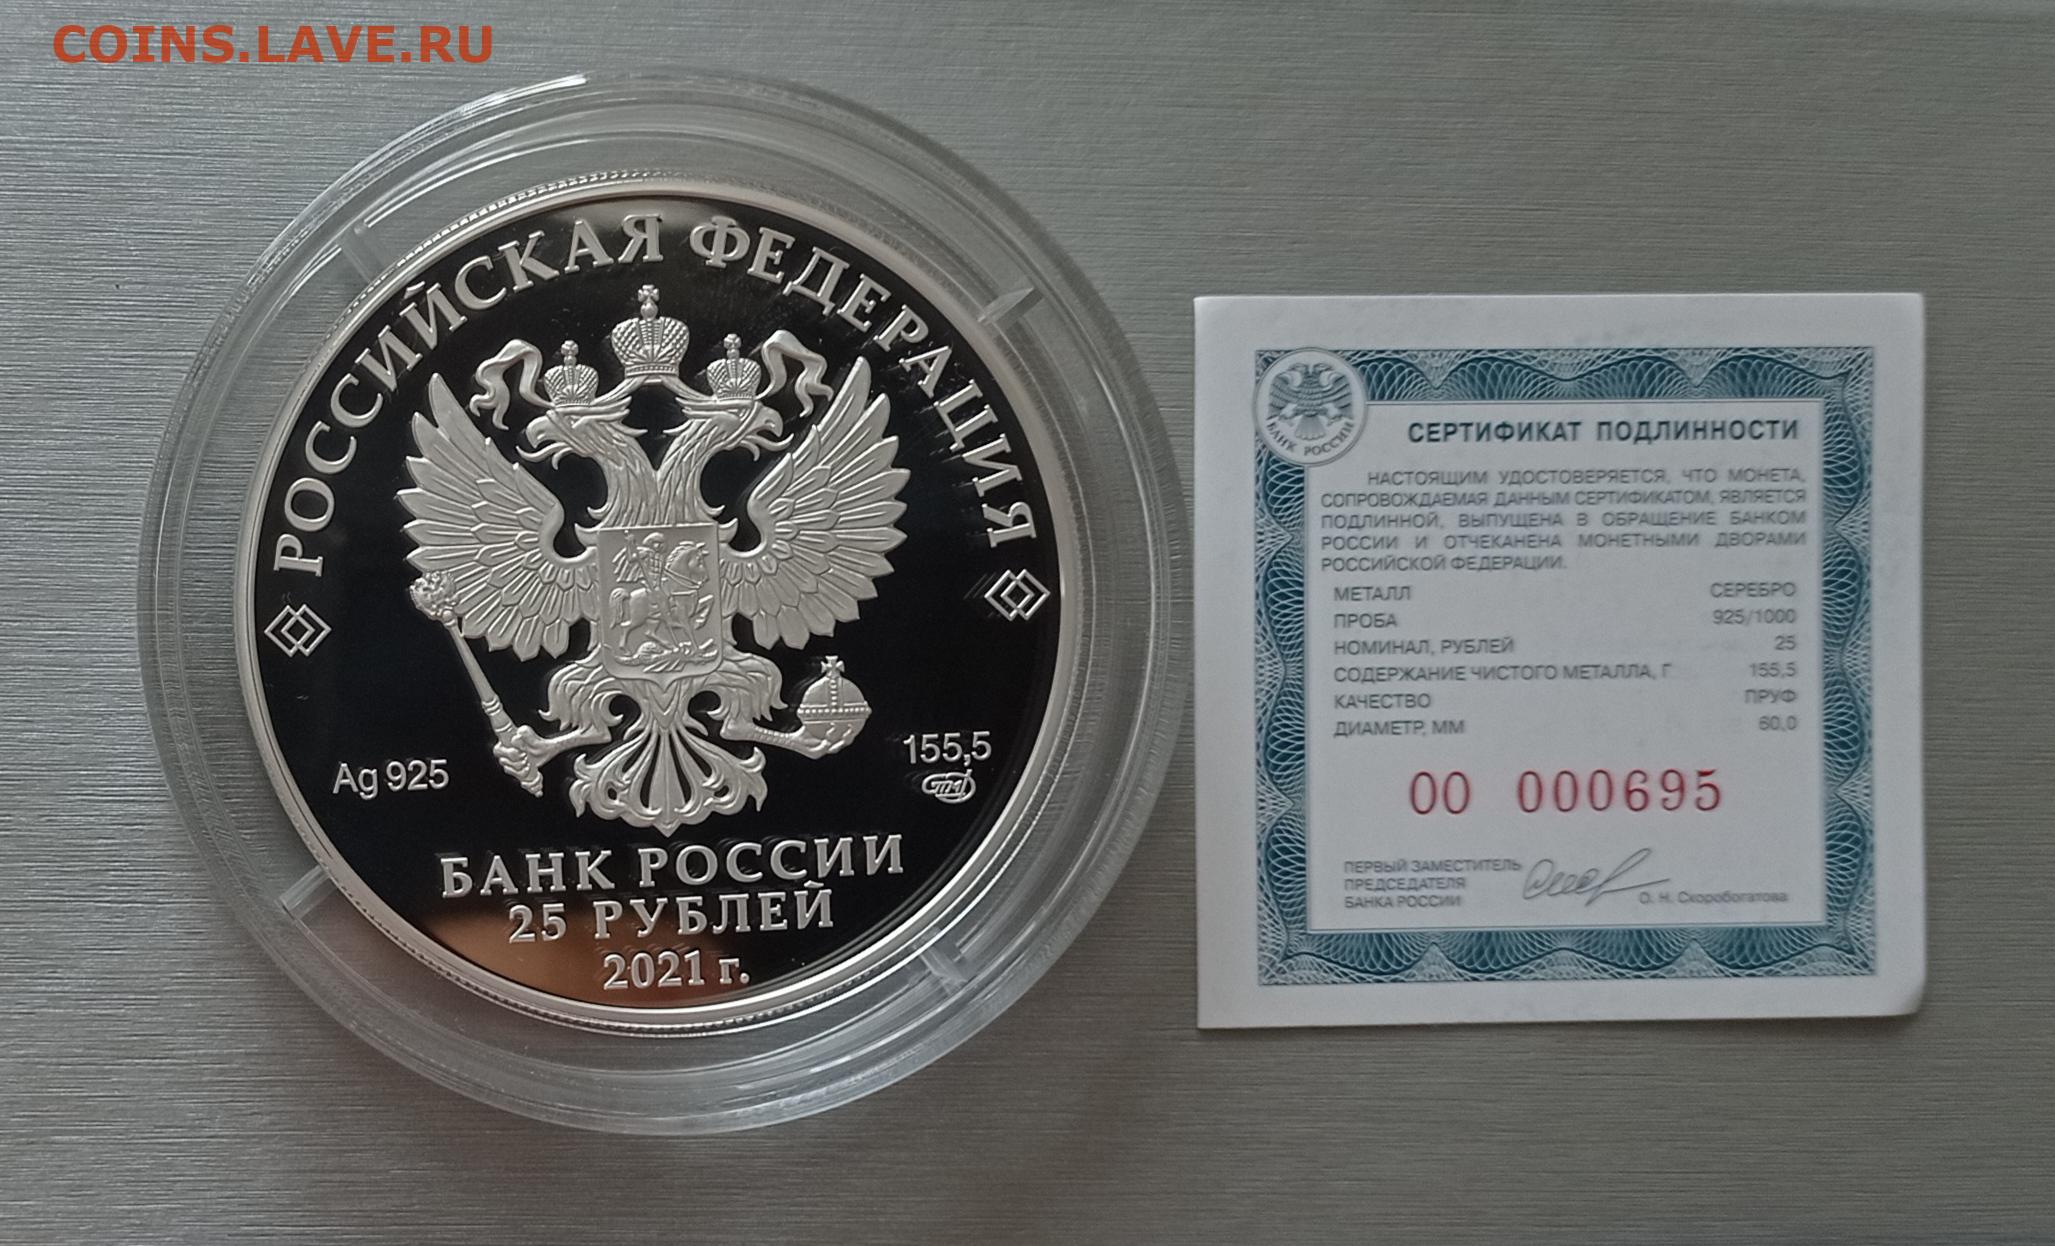 COINS.LAVE.RU
РОССИЙСКАЯ ФЕДЕРАЦИЯ
Ag 925
155,5
СПМД
БАНК РОССИИ
25 РУБЛЕЙ
2021 г.
БАНК РОССИИ
СЕРТИФИКАТ ПОДЛИННОСТИ
НАСТОЯЩИМ УДОСТОВЕРЯЕТСЯ, ЧТО МОНЕТА,
СОПРОВОЖДАЕМАЯ ДАННЫМ СЕРТИФИКАТОМ, ЯВЛЯЕТСЯ
ПОДЛИННОЙ, ВЫПУЩЕНА В ОБРАЩЕНИЕ БАНКОМ
РОССИИ И ОТЧЕКАНЕНА МОНЕТНЫМИ ДВОРАМИ
РОССИЙСКОЙ ФЕДЕРАЦИИ.
МЕТАЛЛ СЕРЕБРО
ПРОБА 925/1000
НОМИНАЛ, РУБЛЕЙ 25
СОДЕРЖАНИЕ ЧИСТОГО МЕТАЛЛА, Г 155,5
КАЧЕСТВО ПРУФ
ДИАМЕТР, ММ 60,0
00 000695
ПЕРВЫЙ ЗАМЕСТИТЕЛЬ
ПРЕДСЕДАТЕЛЯ
БАНКА РОССИИ
О. Н. Скоробогатова